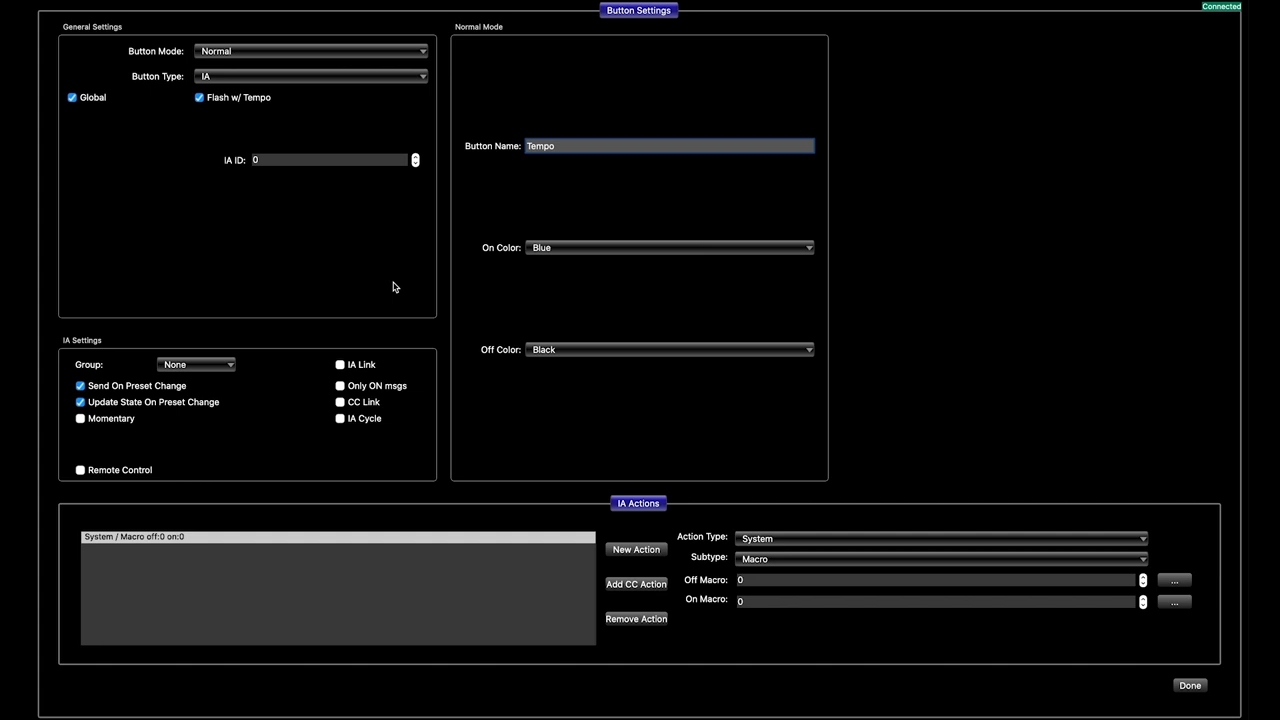 Button Settings
Connected
General Settings
Button Mode: Normal
Button Type: IA
Global
Flash w/ Tempo
IA ID: 0
Normal Mode
Button Name: Tempo
On Color: Blue
Off Color: Black
IA Settings
Group: None
IA Link
Send On Preset Change
Only ON msgs
Update State On Preset Change
CC Link
Momentary
IA Cycle
Remote Control
IA Actions
System / Macro off:0 on:0
New Action
Add CC Action
Remove Action
Action Type: System
Subtype: Macro
Off Macro: 0 ...
On Macro: 0 ...
Done